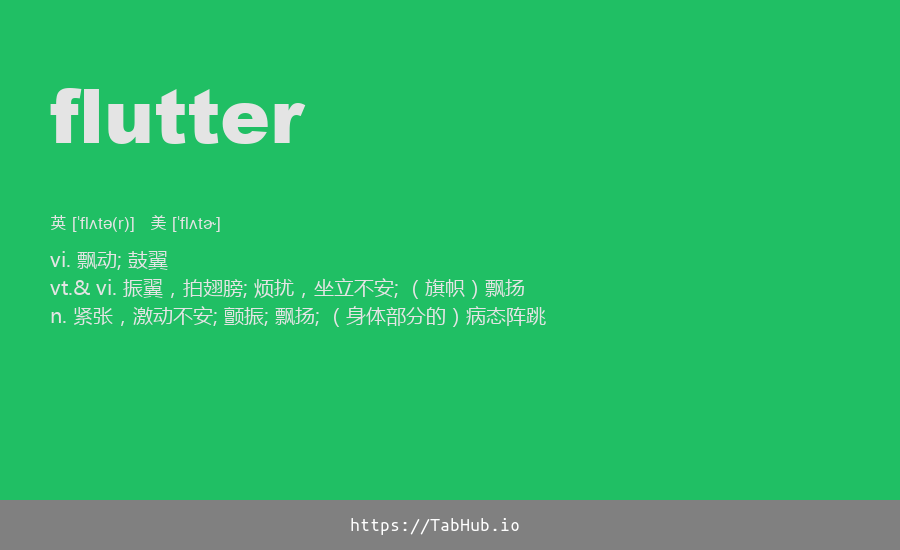 flutter
英 [ˈflʌtə(r)] 美 [ˈflʌtɚ]
vi. 飘动; 鼓翼
vt.& vi. 振翼，拍翅膀; 烦扰，坐立不安; （旗帜）飘扬
n. 紧张，激动不安; 颤振; 飘扬; （身体部分的）病态阵跳
https://TabHub.io